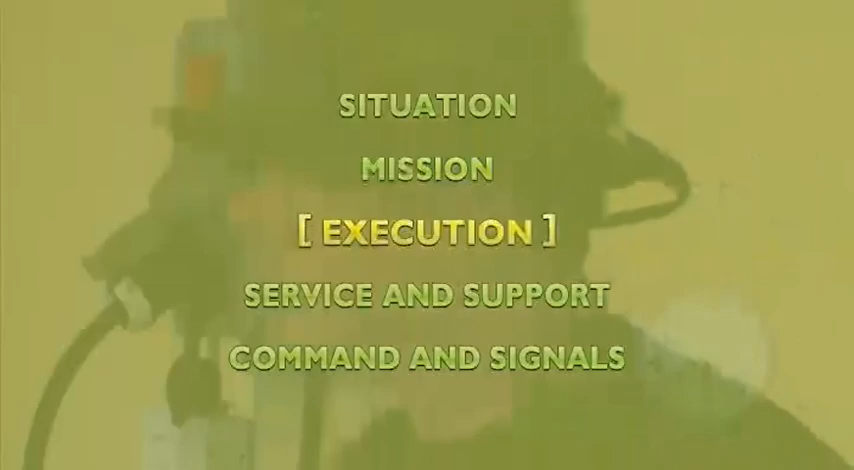 SITUATION
MISSION
[ EXECUTION ]
SERVICE AND SUPPORT
COMMAND AND SIGNALS